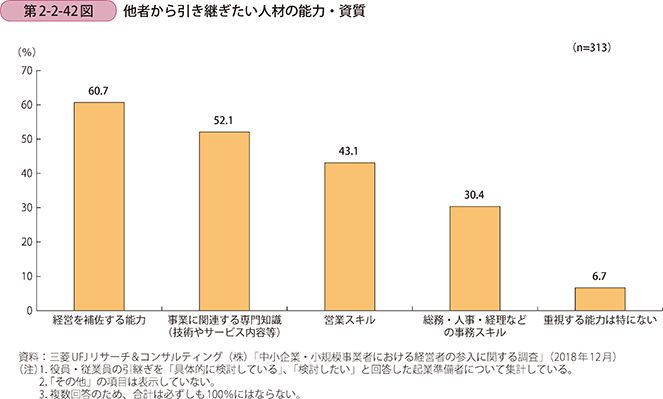 第2-2-42図 他者から引き継ぎたい人材の能力・資質
(%)
(n=313)
70
60
50
40
30
20
10
0
60.7
52.1
43.1
30.4
6.7
経営を補佐する能力
事業に関連する専門知識
(技術やサービス内容等)
営業スキル
総務・人事・経理など
の事務スキル
重視する能力は特にない
資料:三菱UFJリサーチ&コンサルティング(株)「中小企業・小規模事業者における経営者の参入に関する調査」(2018年12月)
(注)1. 役員・従業員の引継ぎを「具体的に検討している」、「検討したい」と回答した起業準備者について集計している。
2.「その他」の項目は表示していない。
3. 複数回答のため、合計は必ずしも100%にはならない。